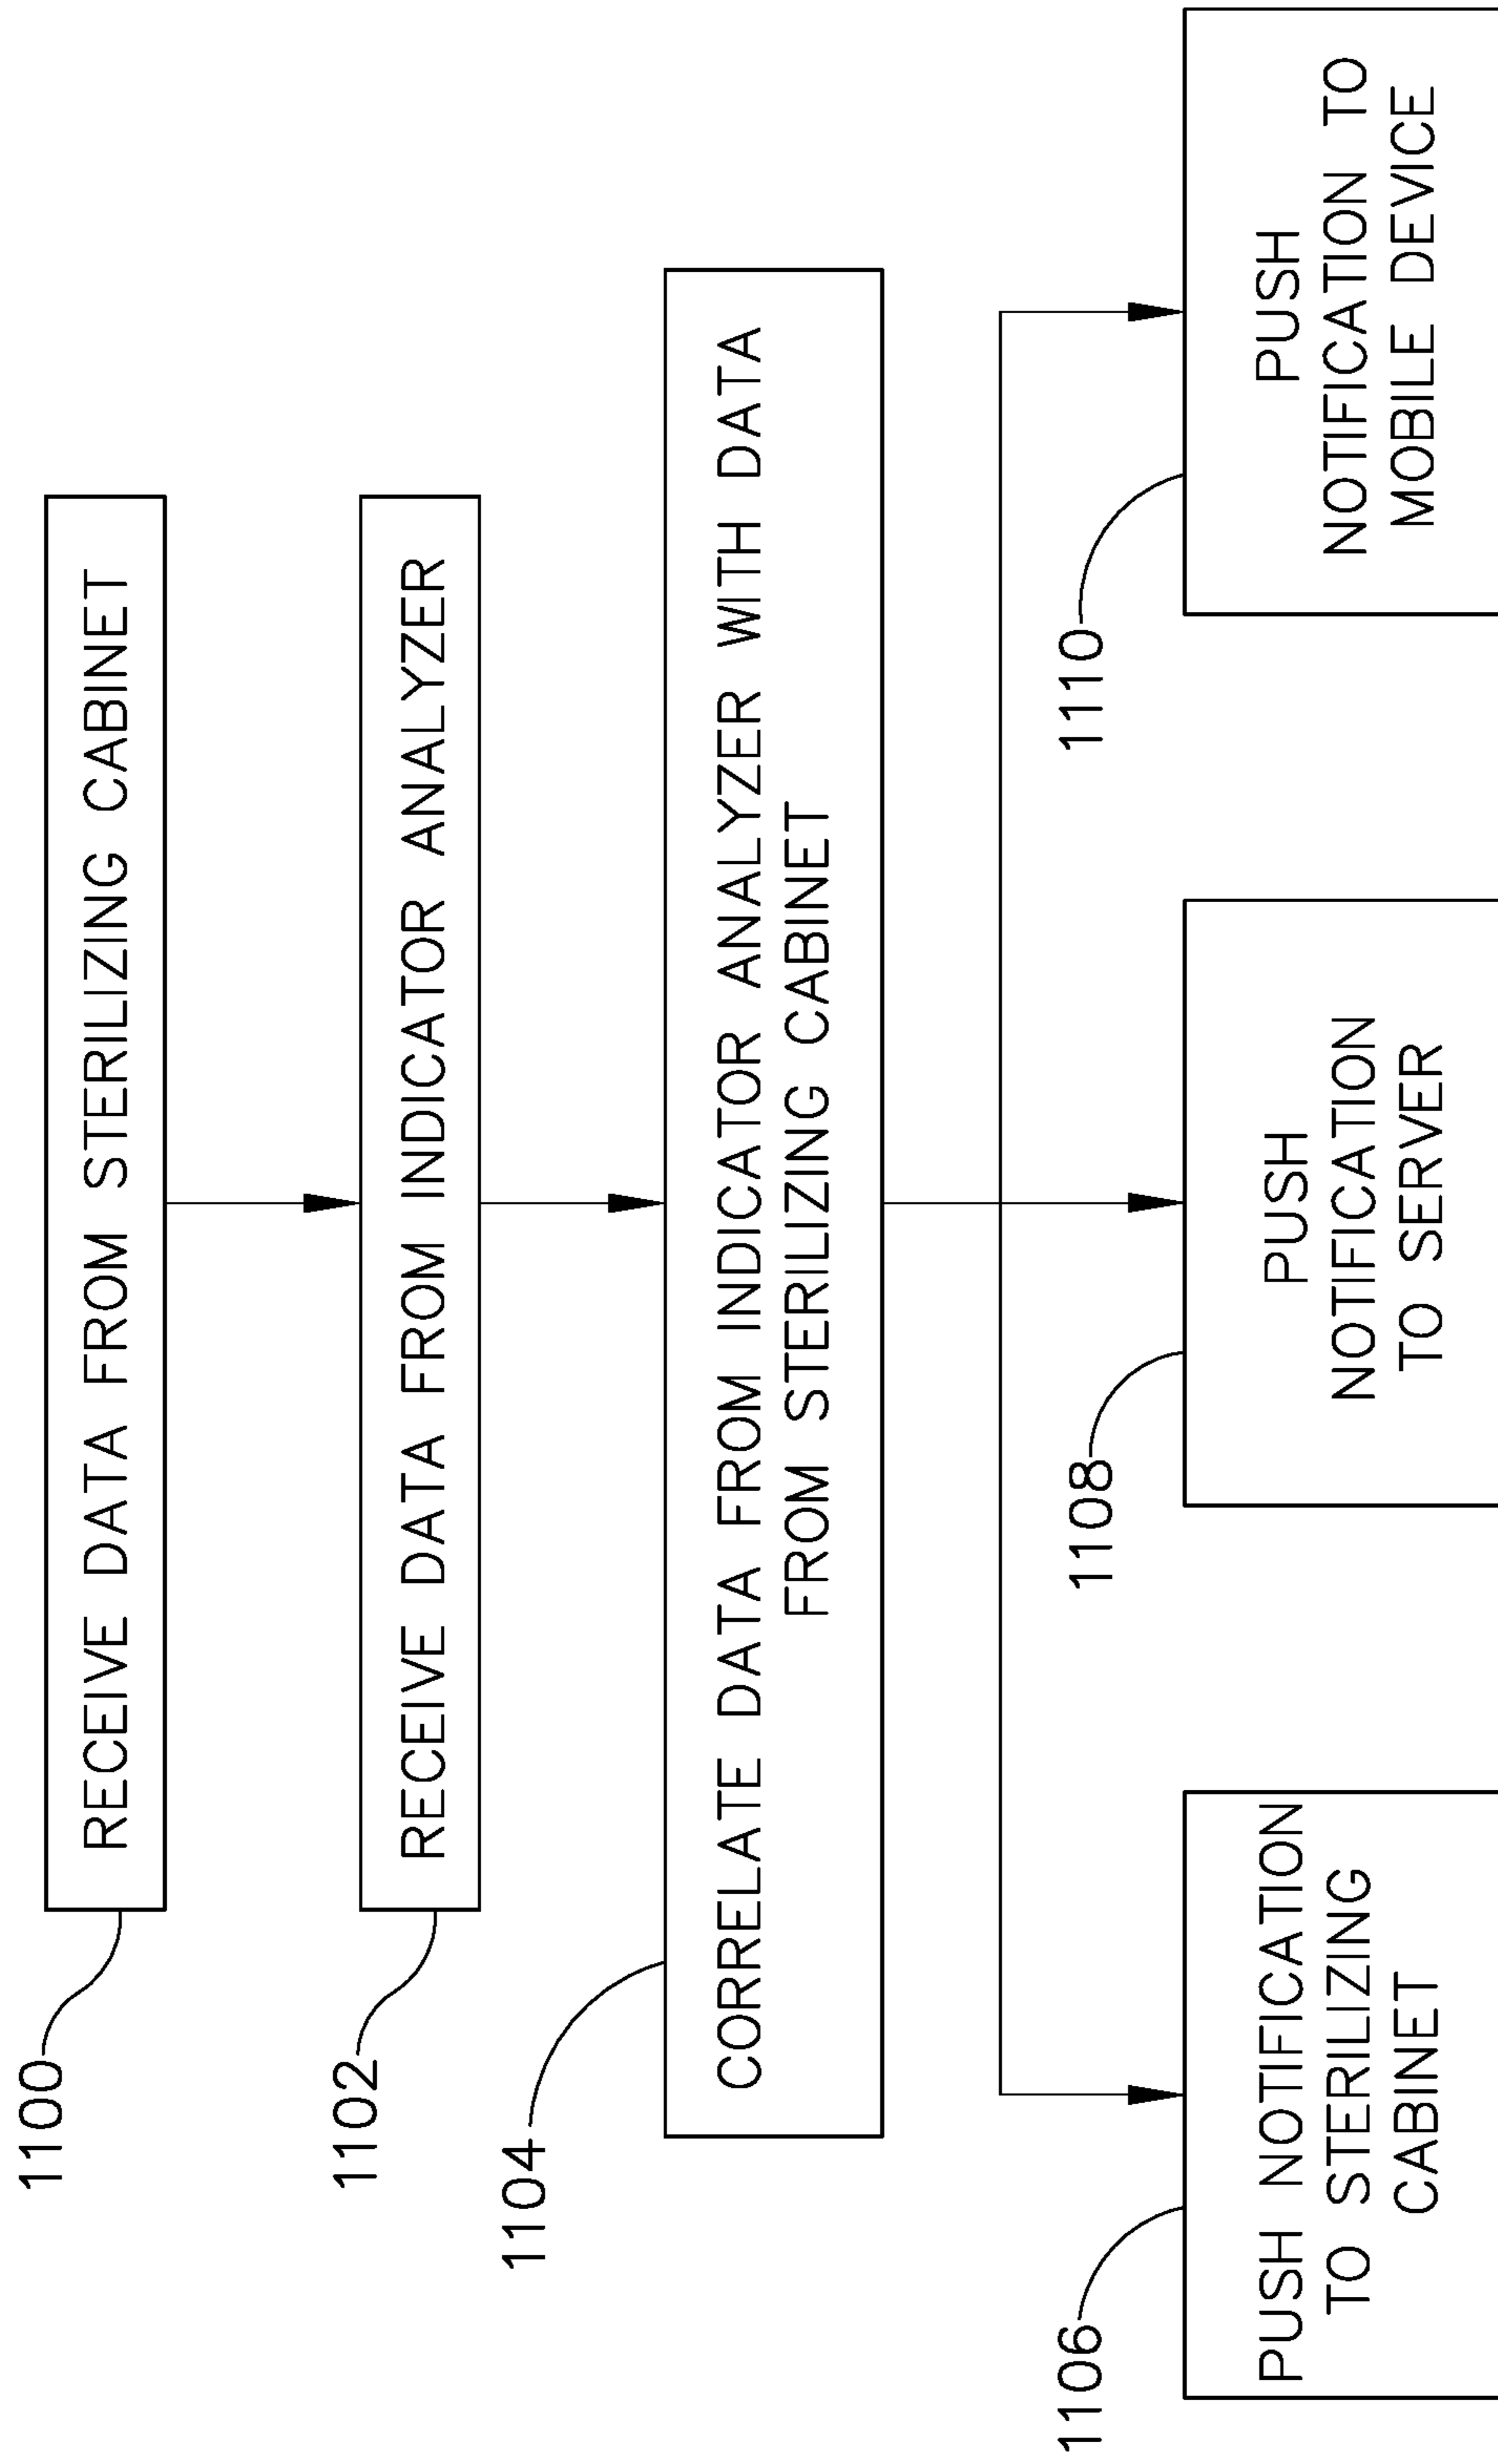 1100
RECEIVE DATA FROM STERILIZING CABINET
1102
RECEIVE DATA FROM INDICATOR ANALYZER
1104
CORRELATE DATA FROM INDICATOR ANALYZER WITH DATA
FROM STERILIZING CABINET
1106
PUSH NOTIFICATION
TO STERILIZING
CABINET
1108
PUSH
NOTIFICATION
TO SERVER
1110
PUSH
NOTIFICATION TO
MOBILE DEVICE